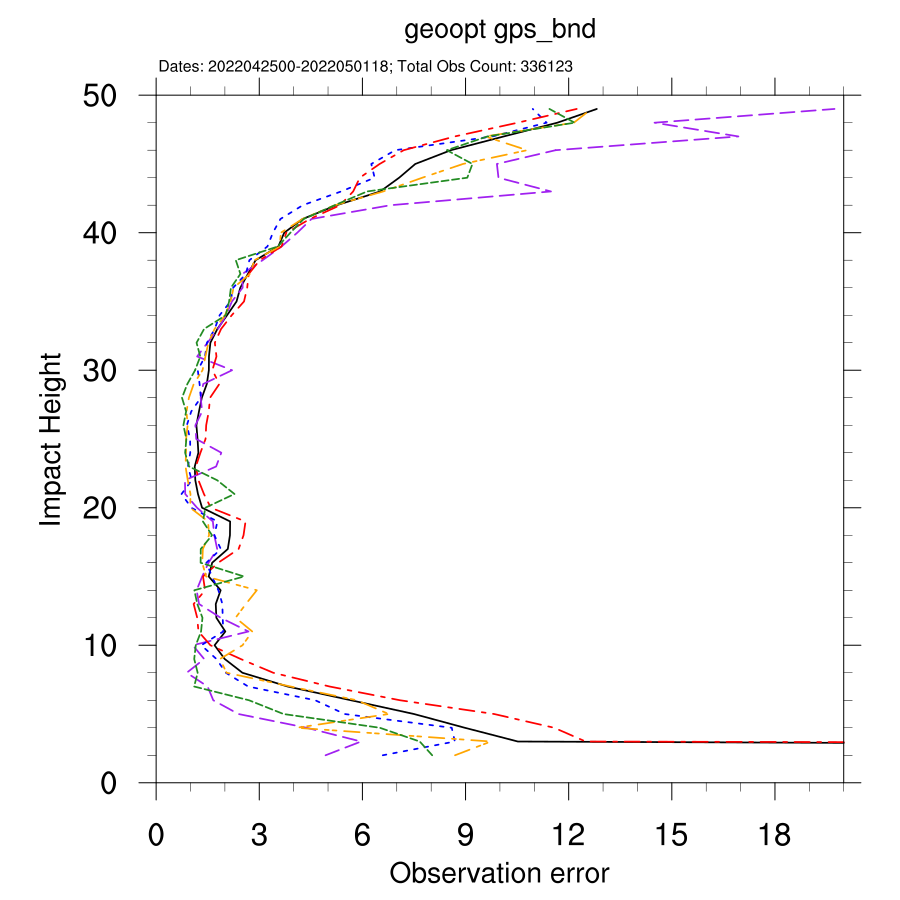 geoopt gps_bnd
Dates: 2022042500-2022050118; Total Obs Count: 336123
50
40
30
20
10
0
Impact Height
0 3 6 9 12 15 18
Observation error